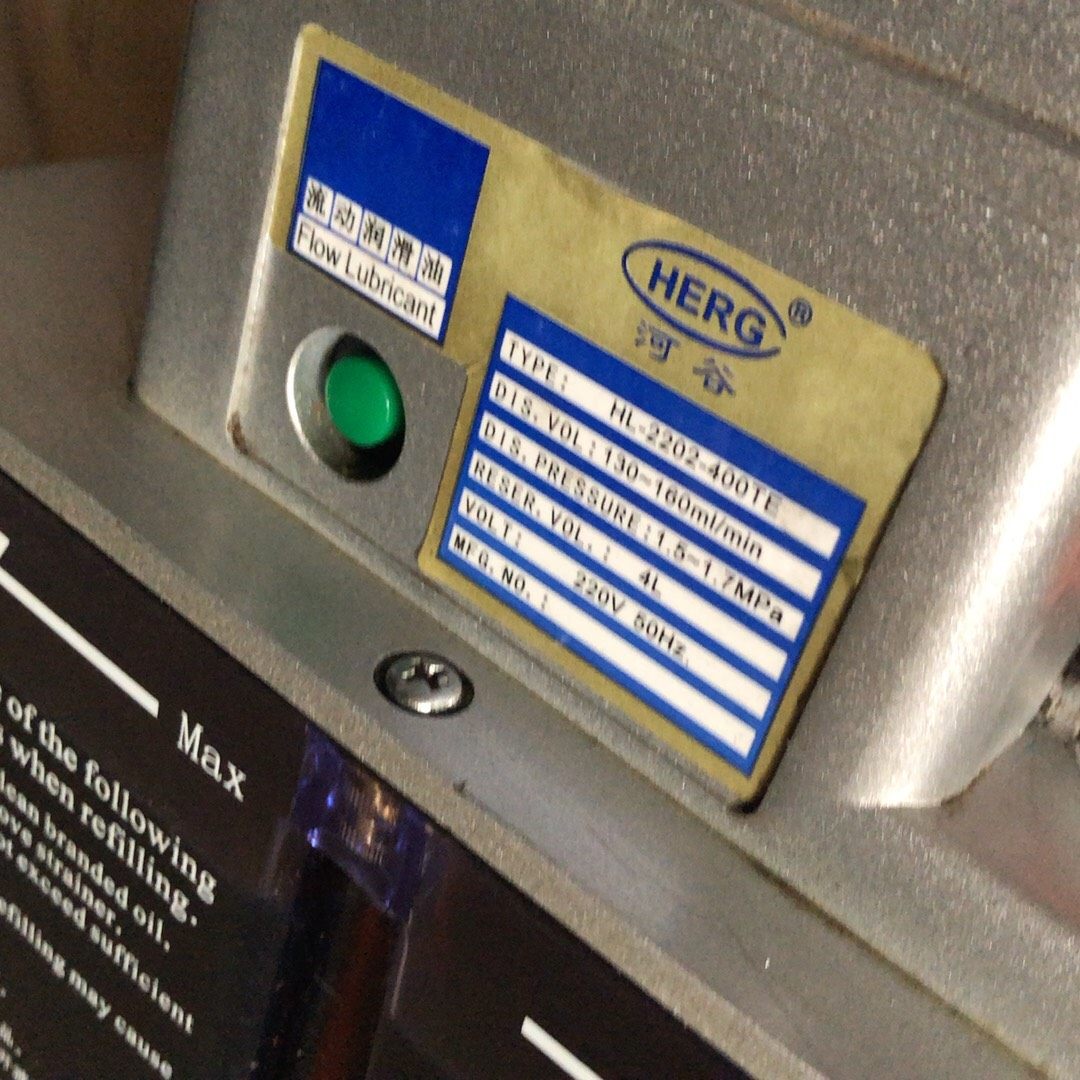 流动润滑油
Flow Lubricant
HERG®
河谷
TYPE: HL-2202-400TE
DIS. VOL: 130~160ml/min
DIS. PRESSURE: 1.5~1.7MPa
RESER. VOL.: 4L
VOLT: 220V 50Hz
MFG. NO.:
Max
of the following
when refilling.
clean branded oil.
strainer.
exceed sufficient
refilling may cause